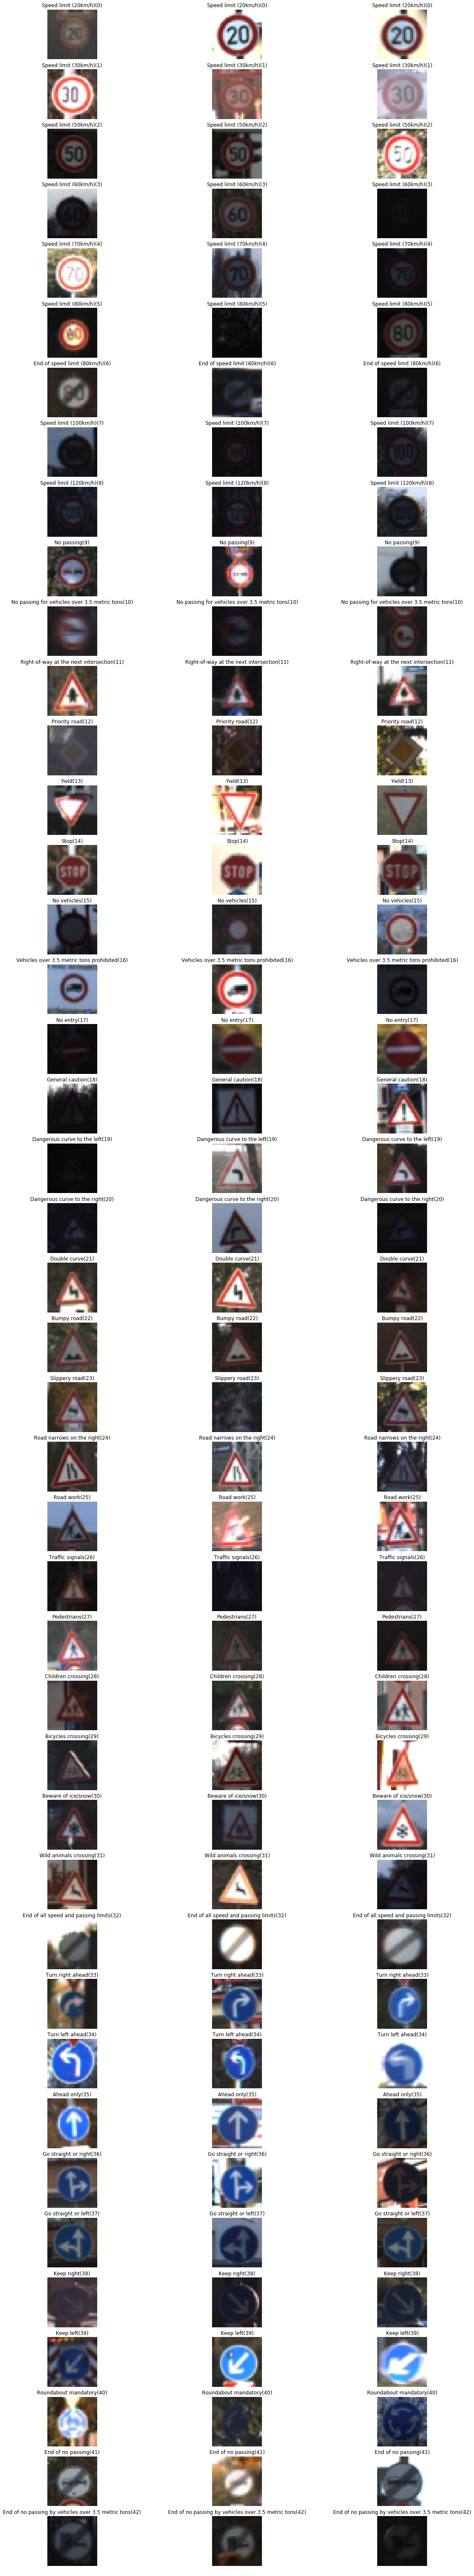 Speed limit (20km/h)(0) Speed limit (20km/h)(0) Speed limit (20km/h)(0)
20 20 20
Speed limit (30km/h)(1) Speed limit (30km/h)(1) Speed limit (30km/h)(1)
30 30 30
Speed limit (50km/h)(2) Speed limit (50km/h)(2) Speed limit (50km/h)(2)
50 50 50
Speed limit (60km/h)(3) Speed limit (60km/h)(3) Speed limit (60km/h)(3)
60 60
Speed limit (70km/h)(4) Speed limit (70km/h)(4) Speed limit (70km/h)(4)
70 70 70
Speed limit (80km/h)(5) Speed limit (80km/h)(5) Speed limit (80km/h)(5)
80 80
End of speed limit (80km/h)(6) End of speed limit (80km/h)(6) End of speed limit (80km/h)(6)
Speed limit (100km/h)(7) Speed limit (100km/h)(7) Speed limit (100km/h)(7)
100 100
Speed limit (120km/h)(8) Speed limit (120km/h)(8) Speed limit (120km/h)(8)
No passing(9) No passing(9) No passing(9)
No passing for vehicles over 3.5 metric tons(10) No passing for vehicles over 3.5 metric tons(10) No passing for vehicles over 3.5 metric tons(10)
Right-of-way at the next intersection(11) Right-of-way at the next intersection(11) Right-of-way at the next intersection(11)
Priority road(12) Priority road(12) Priority road(12)
Yield(13) Yield(13) Yield(13)
Stop(14) Stop(14) Stop(14)
STOP STOP STOP
No vehicles(15) No vehicles(15) No vehicles(15)
Vehicles over 3.5 metric tons prohibited(16) Vehicles over 3.5 metric tons prohibited(16) Vehicles over 3.5 metric tons prohibited(16)
No entry(17) No entry(17) No entry(17)
General caution(18) General caution(18) General caution(18)
Dangerous curve to the left(19) Dangerous curve to the left(19) Dangerous curve to the left(19)
Dangerous curve to the right(20) Dangerous curve to the right(20) Dangerous curve to the right(20)
Double curve(21) Double curve(21) Double curve(21)
Bumpy road(22) Bumpy road(22) Bumpy road(22)
Slippery road(23) Slippery road(23) Slippery road(23)
Road narrows on the right(24) Road narrows on the right(24) Road narrows on the right(24)
Road work(25) Road work(25) Road work(25)
Traffic signals(26) Traffic signals(26) Traffic signals(26)
Pedestrians(27) Pedestrians(27) Pedestrians(27)
Children crossing(28) Children crossing(28) Children crossing(28)
Bicycles crossing(29) Bicycles crossing(29) Bicycles crossing(29)
Beware of ice/snow(30) Beware of ice/snow(30) Beware of ice/snow(30)
Wild animals crossing(31) Wild animals crossing(31) Wild animals crossing(31)
End of all speed and passing limits(32) End of all speed and passing limits(32) End of all speed and passing limits(32)
Turn right ahead(33) Turn right ahead(33) Turn right ahead(33)
Turn left ahead(34) Turn left ahead(34) Turn left ahead(34)
Ahead only(35) Ahead only(35) Ahead only(35)
Go straight or right(36) Go straight or right(36) Go straight or right(36)
Go straight or left(37) Go straight or left(37) Go straight or left(37)
Keep right(38) Keep right(38) Keep right(38)
Keep left(39) Keep left(39) Keep left(39)
Roundabout mandatory(40) Roundabout mandatory(40) Roundabout mandatory(40)
End of no passing(41) End of no passing(41) End of no passing(41)
End of no passing by vehicles over 3.5 metric tons(42) End of no passing by vehicles over 3.5 metric tons(42) End of no passing by vehicles over 3.5 metric tons(42)